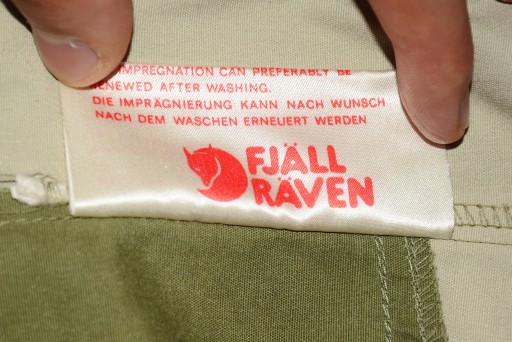 IMPREGNATION CAN PREFERABLY BE
RENEWED AFTER WASHING.
DIE IMPRÄGNIERUNG KANN NACH WUNSCH
NACH DEM WASCHEN ERNEUERT WERDEN
FJÄLL
RÄVEN